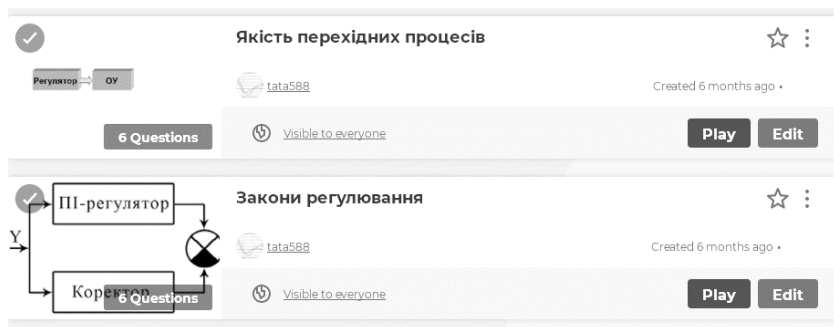 Якість перехідних процесів
Регулятор
ОУ
tata588
Created 6 months ago •
6 Questions
Visible to everyone
Play
Edit
ПІ-регулятор
Закони регулювання
Y
tata588
Created 6 months ago •
Коректор
6 Questions
Visible to everyone
Play
Edit